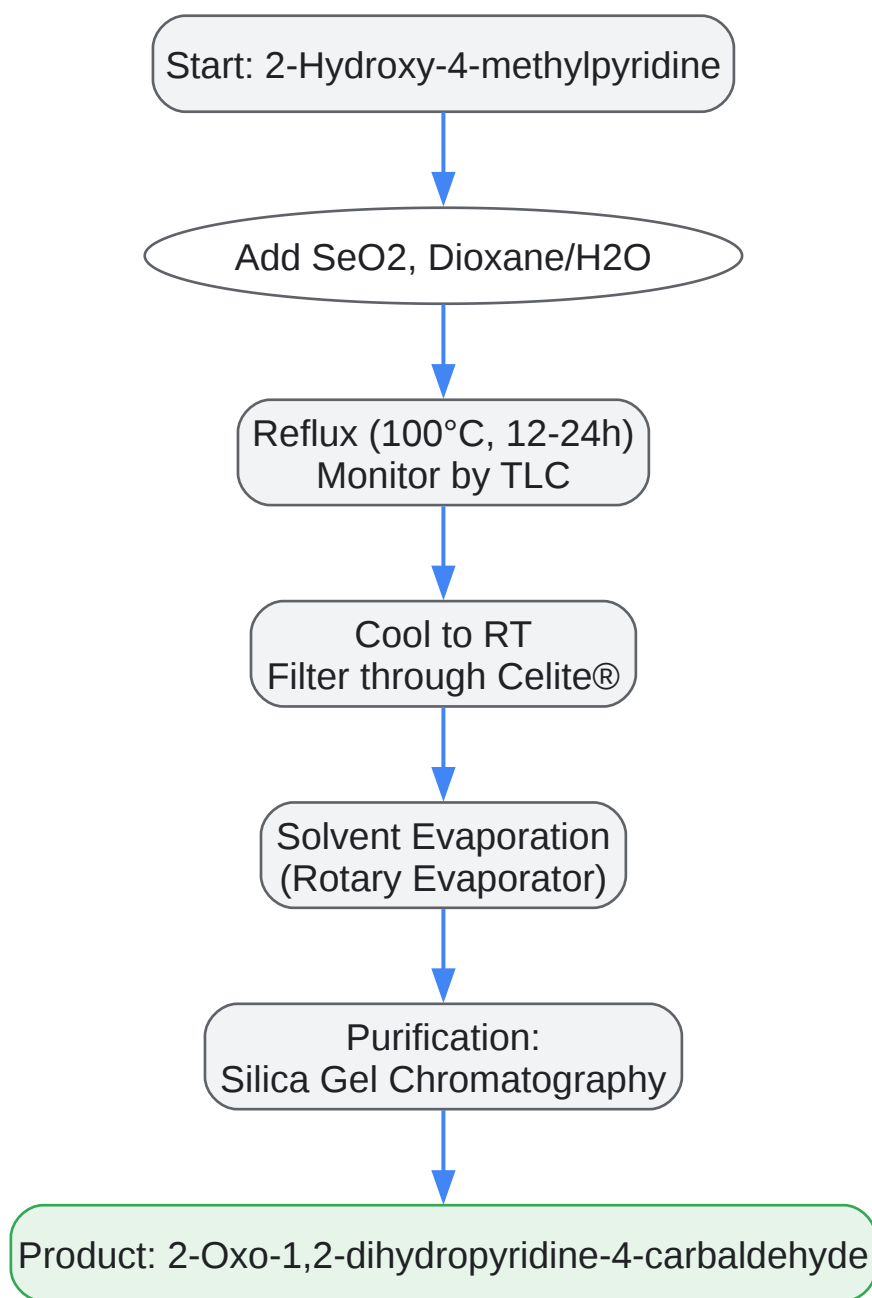 Start: 2-Hydroxy-4-methylpyridine
Add SeO2, Dioxane/H2O
Reflux (100°C, 12-24h)
Monitor by TLC
Cool to RT
Filter through Celite®
Solvent Evaporation
(Rotary Evaporator)
Purification:
Silica Gel Chromatography
Product: 2-Oxo-1,2-dihydropyridine-4-carbaldehyde